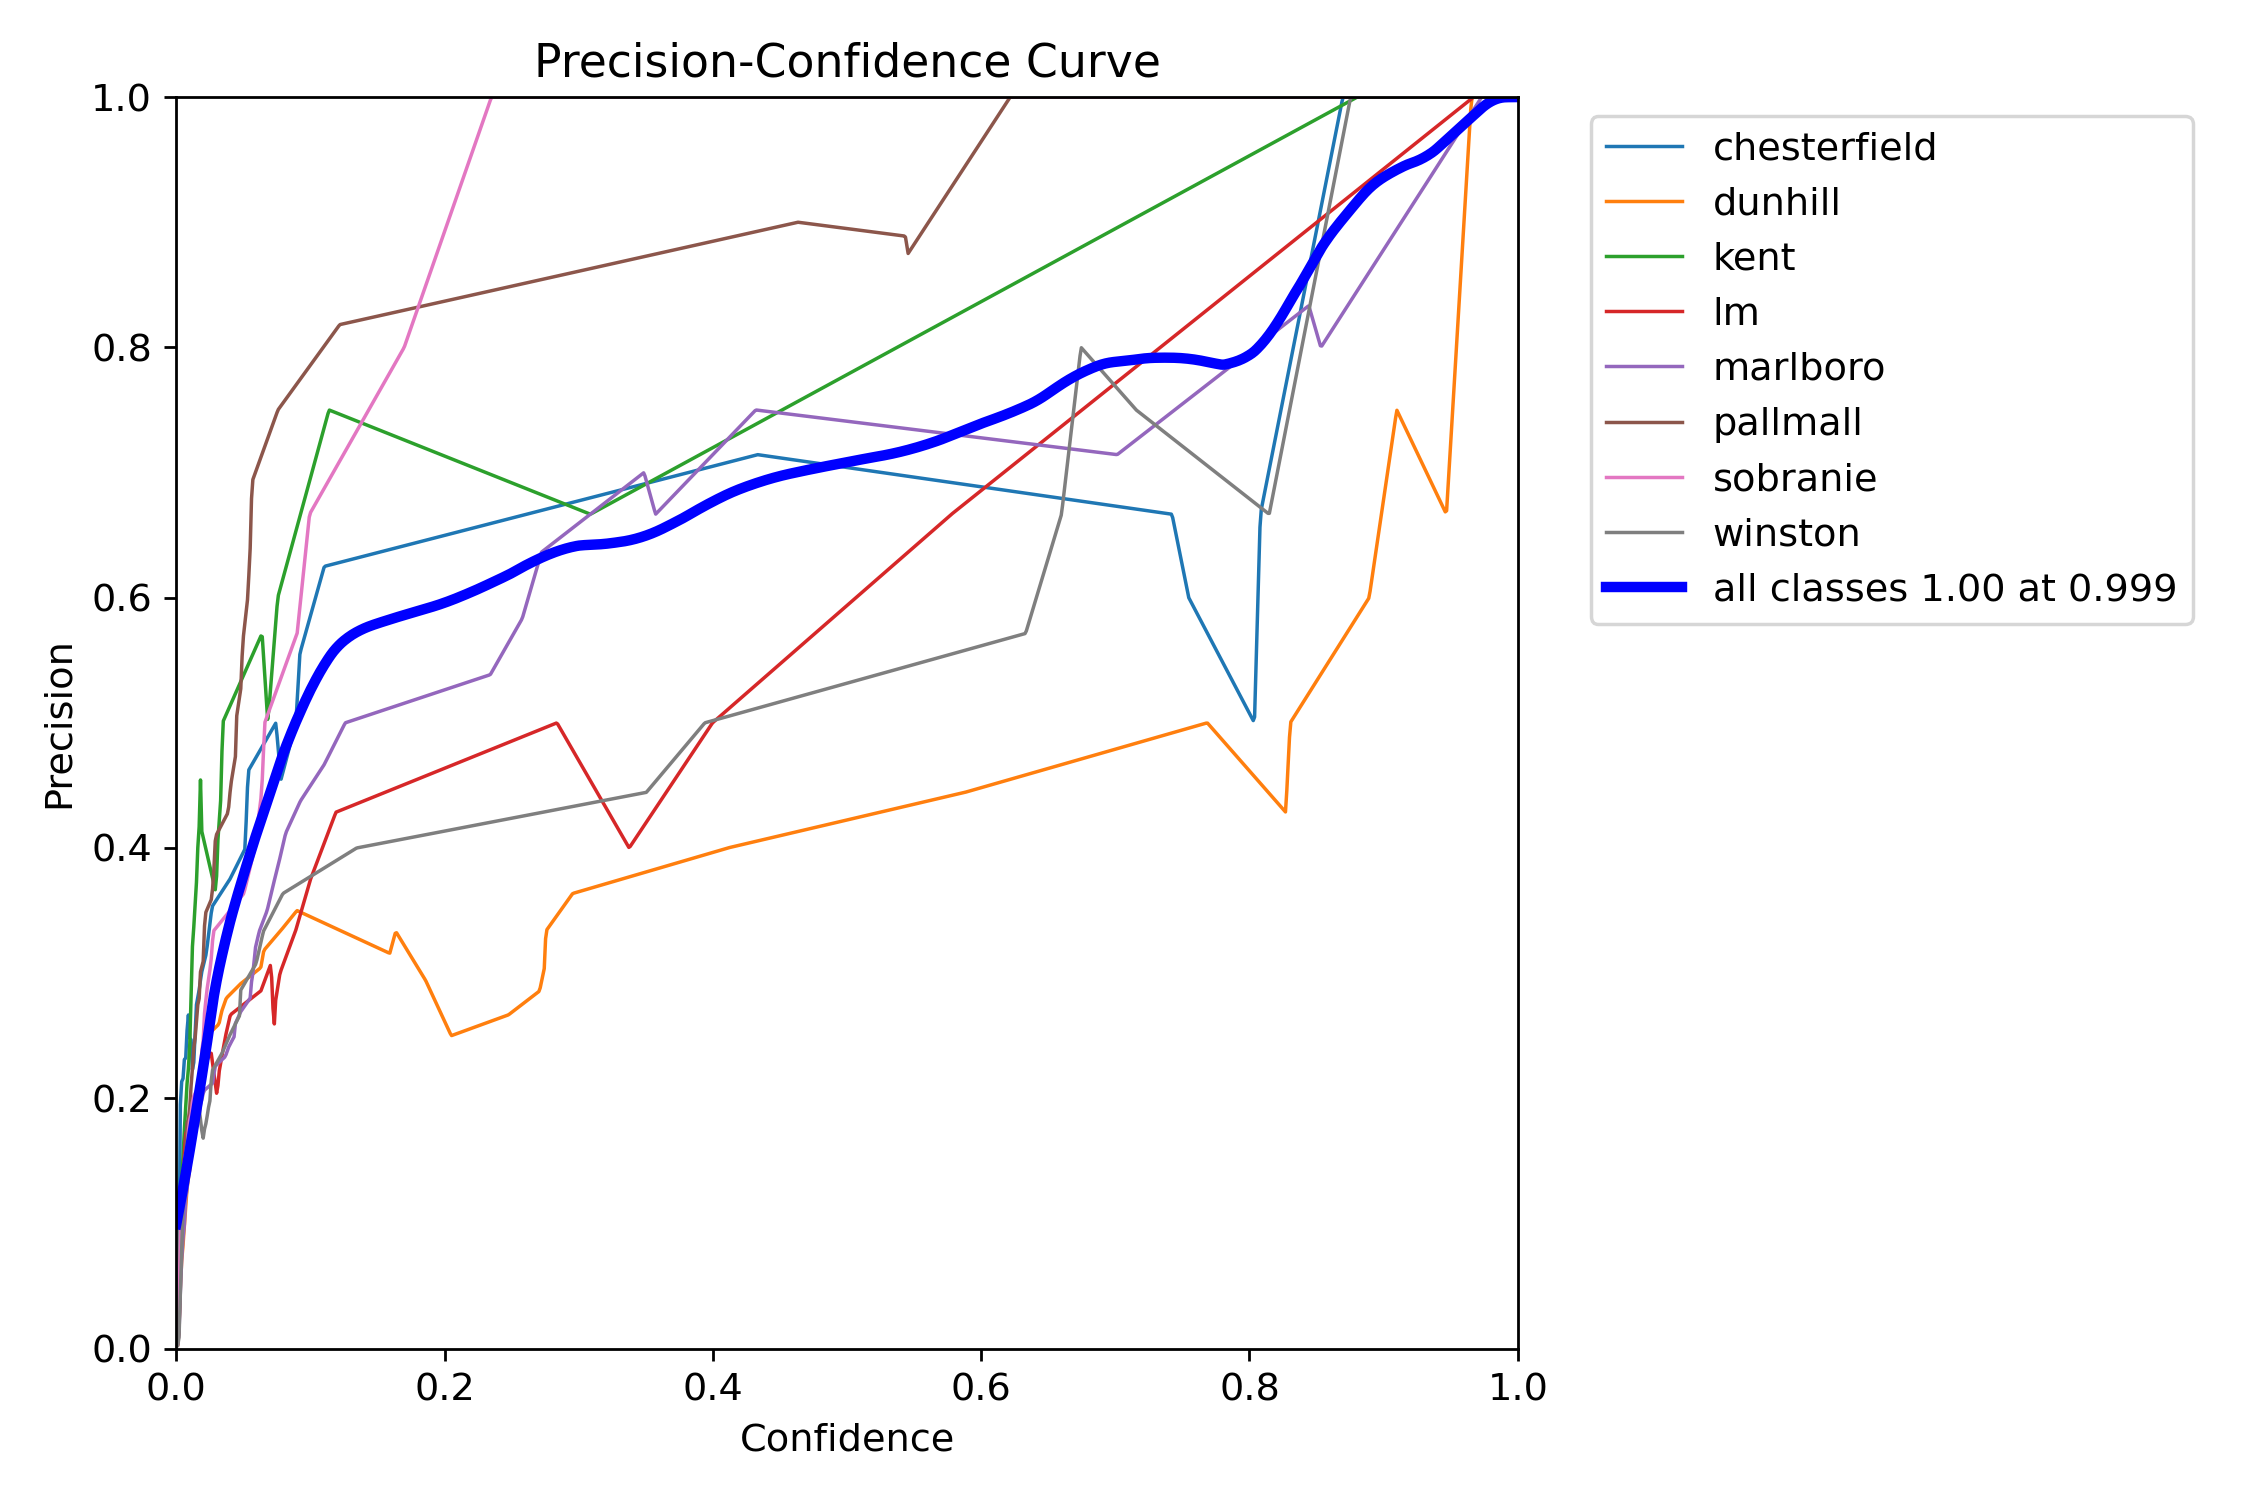 Precision-Confidence Curve
1.0
0.8
0.6
0.4
0.2
0.0
Precision
0.0 0.2 0.4 0.6 0.8 1.0
Confidence
chesterfield
dunhill
kent
lm
marlboro
pallmall
sobranie
winston
all classes 1.00 at 0.999